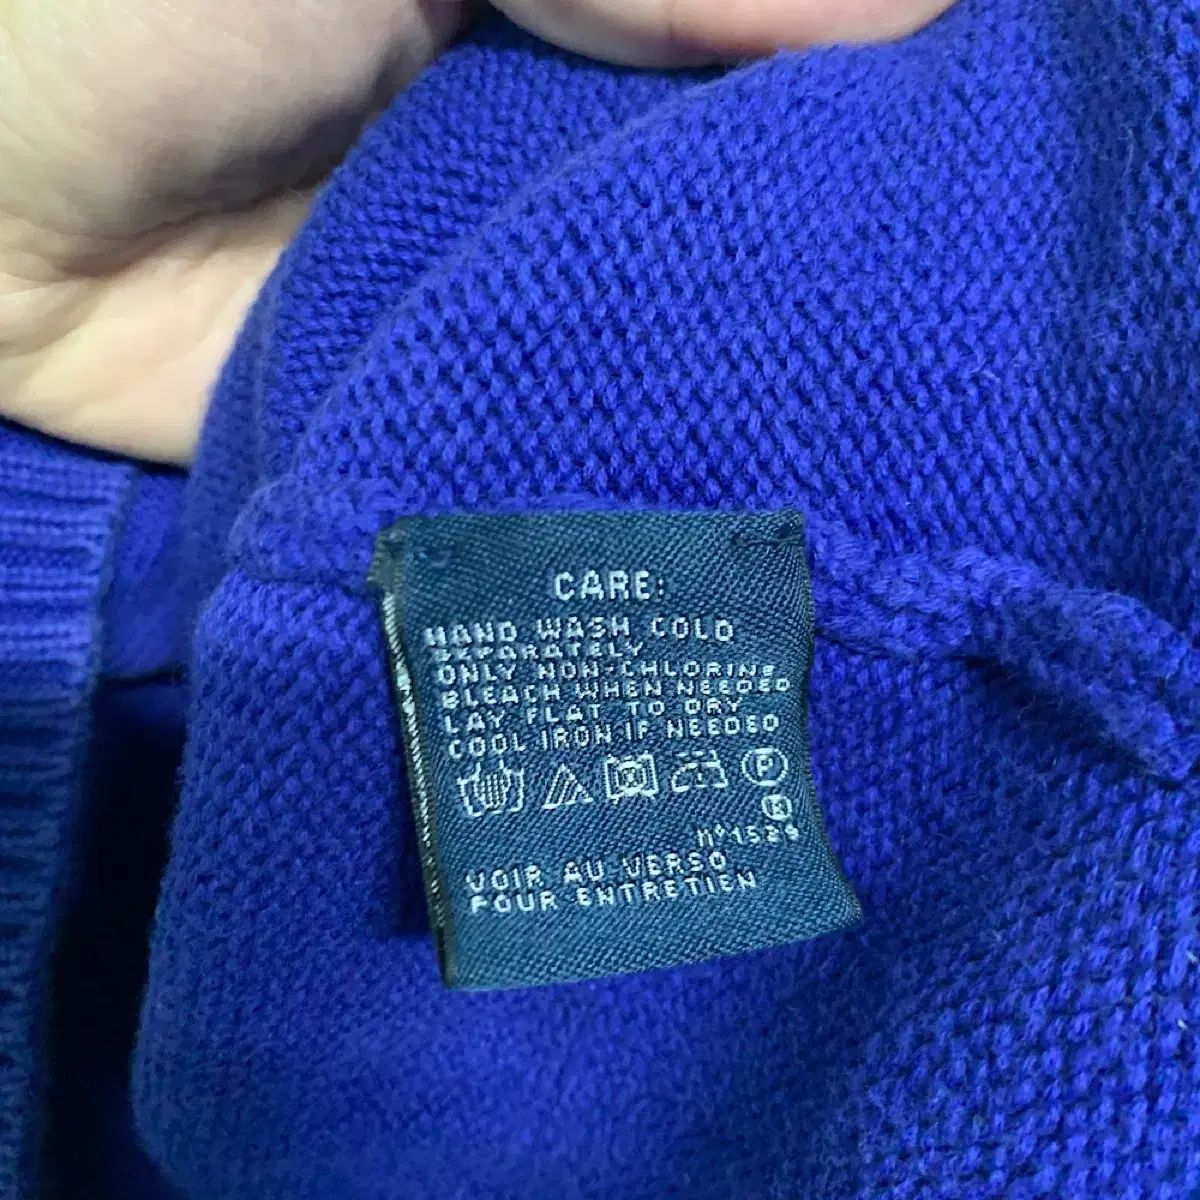 CARE:
HAND WASH COLD
SEPARATELY
ONLY NON-CHLORINE
BLEACH WHEN NEEDED
LAY FLAT TO DRY
COOL IRON IF NEEDED
P
K
Nº1529
VOIR AU VERSO
POUR ENTRETIEN